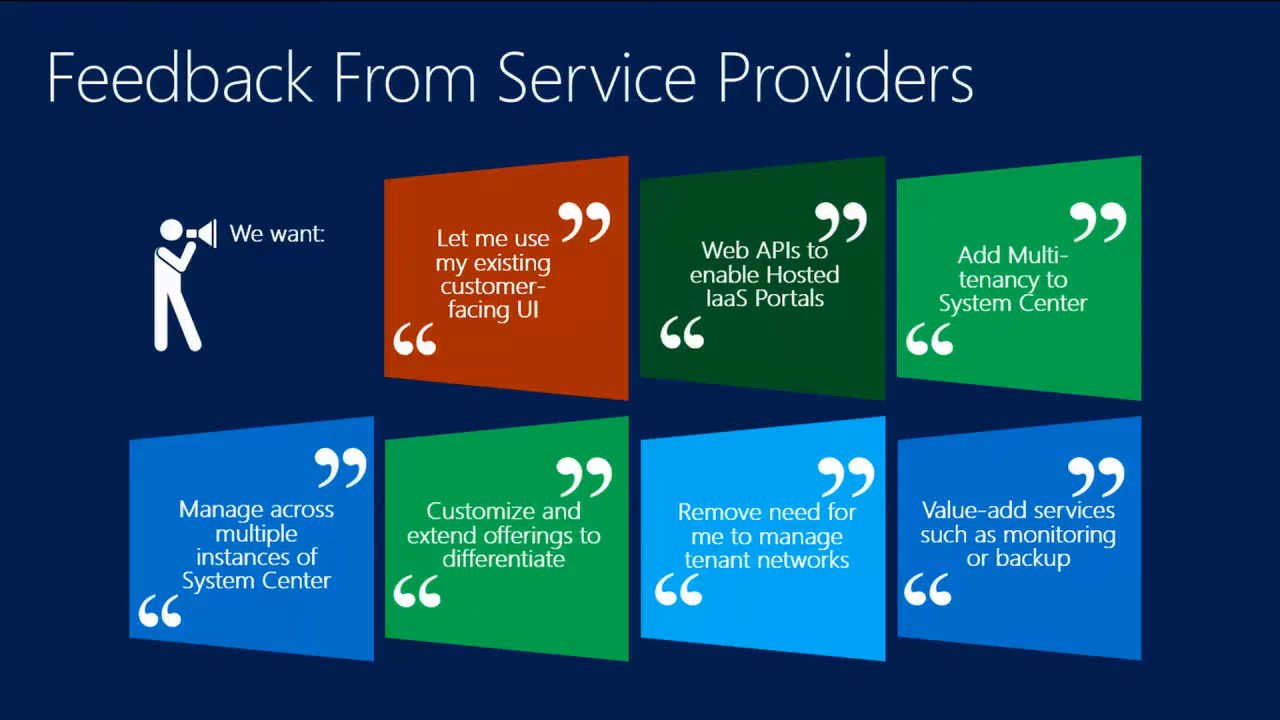 Feedback From Service Providers
We want:
Let me use
my existing
customer-
facing UI
Web APIs to
enable Hosted
IaaS Portals
Add Multi-
tenancy to
System Center
Manage across
multiple
instances of
System Center
Customize and
extend offerings to
differentiate
Remove need for
me to manage
tenant networks
Value-add services
such as monitoring
or backup